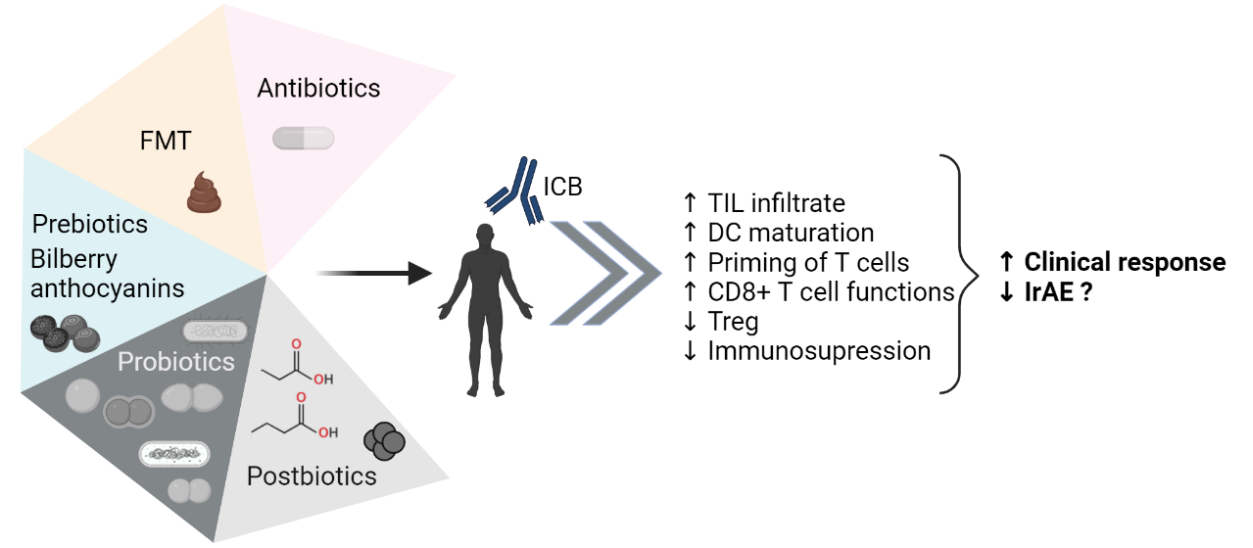 Antibiotics
FMT
Prebiotics
Bilberry
anthocyanins
Probiotics
O
OH
O
OH
Postbiotics
ICB
↑ TIL infiltrate
↑ DC maturation
↑ Priming of T cells
↑ CD8+ T cell functions
↓ Treg
↓ Immunosupression
↑ Clinical response
↓ IrAE ?